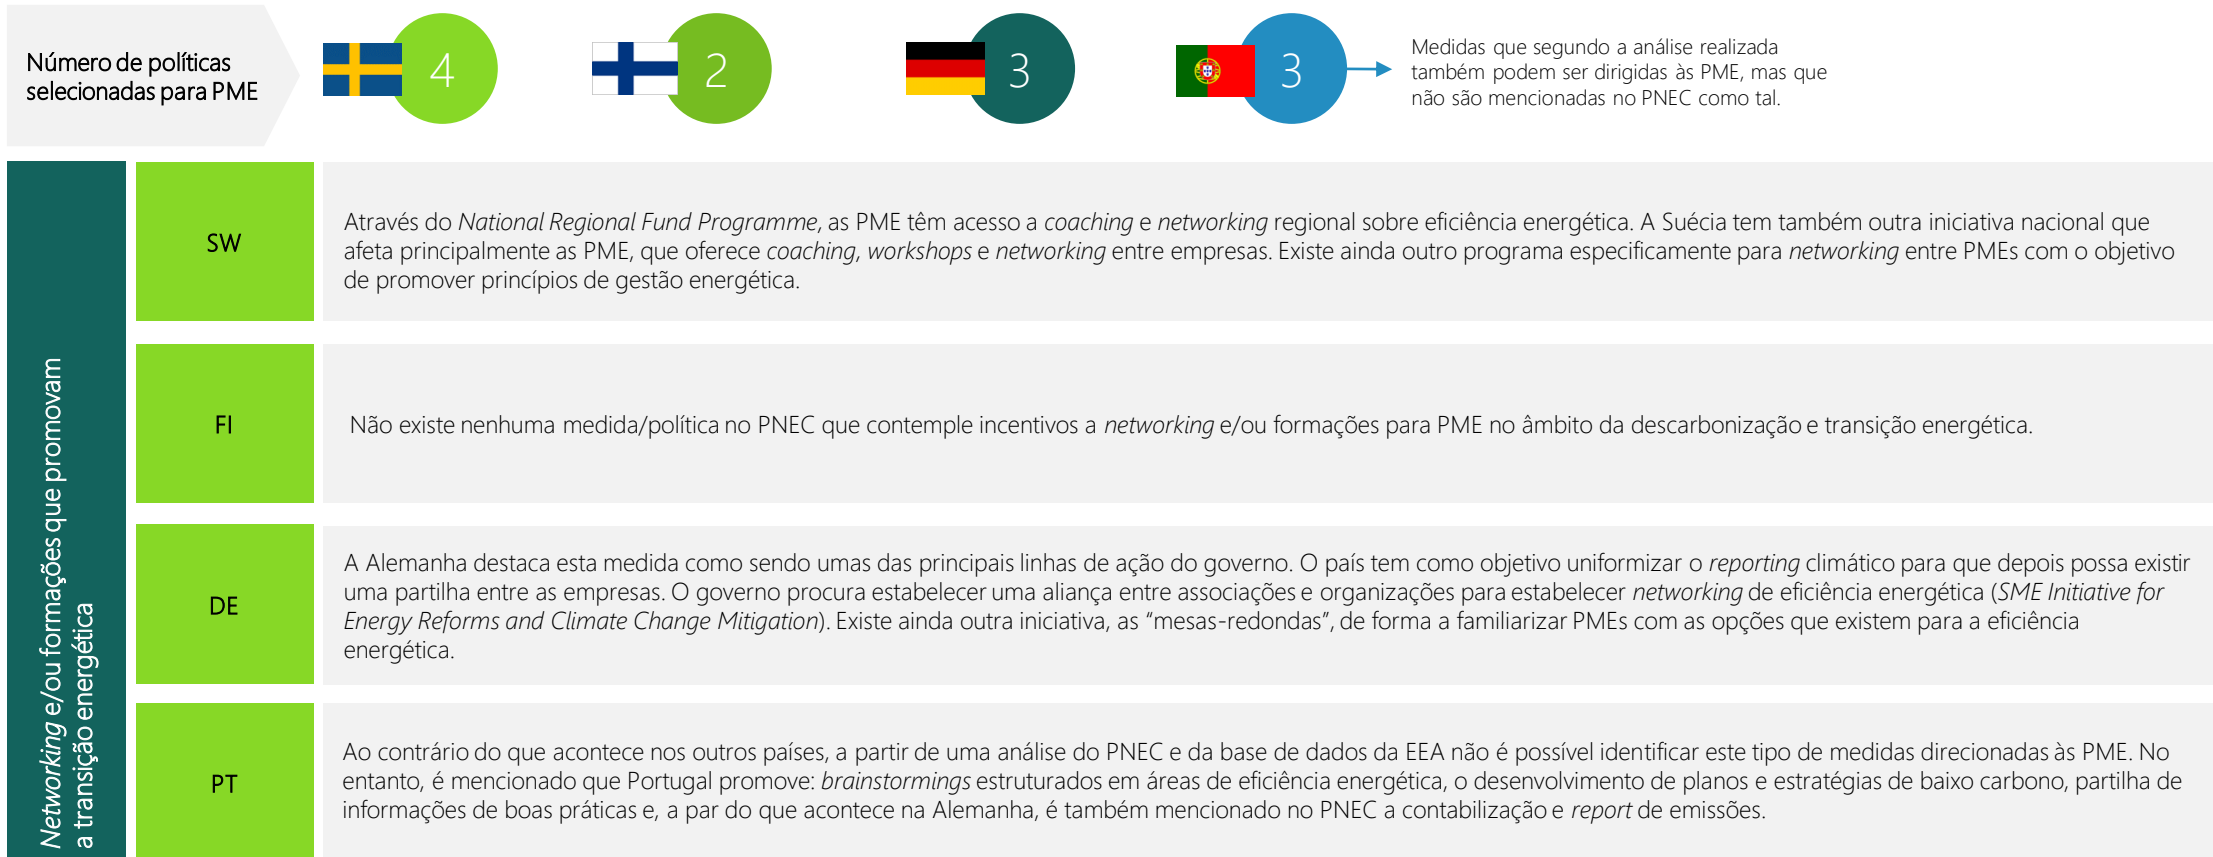 Número de políticas
selecionadas para PME
4
2
3
3
Medidas que segundo a análise realizada
também podem ser dirigidas às PME, mas que
não são mencionadas no PNEC como tal.
Networking e/ou formações que promovam
a transição energética
SW
Através do National Regional Fund Programme, as PME têm acesso a coaching e networking regional sobre eficiência energética. A Suécia tem também outra iniciativa nacional que
afeta principalmente as PME, que oferece coaching, workshops e networking entre empresas. Existe ainda outro programa especificamente para networking entre PMEs com o objetivo
de promover princípios de gestão energética.
FI
Não existe nenhuma medida/política no PNEC que contemple incentivos a networking e/ou formações para PME no âmbito da descarbonização e transição energética.
DE
A Alemanha destaca esta medida como sendo umas das principais linhas de ação do governo. O país tem como objetivo uniformizar o reporting climático para que depois possa existir
uma partilha entre as empresas. O governo procura estabelecer uma aliança entre associações e organizações para estabelecer networking de eficiência energética (SME Initiative for
Energy Reforms and Climate Change Mitigation). Existe ainda outra iniciativa, as “mesas-redondas”, de forma a familiarizar PMEs com as opções que existem para a eficiência
energética.
PT
Ao contrário do que acontece nos outros países, a partir de uma análise do PNEC e da base de dados da EEA não é possível identificar este tipo de medidas direcionadas às PME. No
entanto, é mencionado que Portugal promove: brainstormings estruturados em áreas de eficiência energética, o desenvolvimento de planos e estratégias de baixo carbono, partilha de
informações de boas práticas e, a par do que acontece na Alemanha, é também mencionado no PNEC a contabilização e report de emissões.